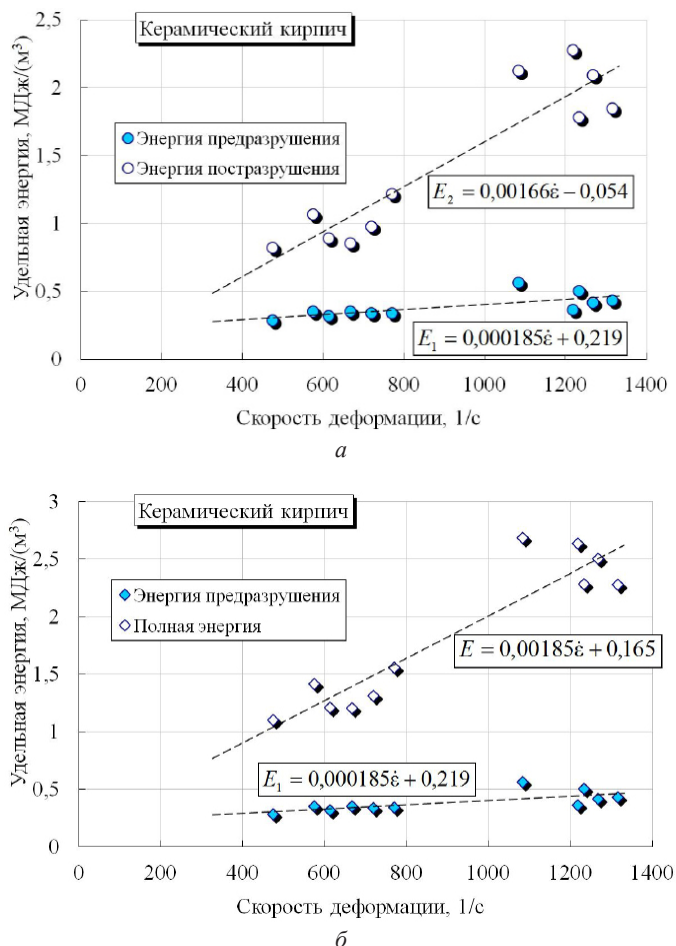 Керамический кирпич
Удельная энергия, МДж/(м³)
2,5
2
1,5
1
0,5
0
Энергия предразрушения
Энергия постразрушения
E₂ = 0,00166ε̇ – 0,054
E₁ = 0,000185ε̇ + 0,219
0 200 400 600 800 1000 1200 1400
Скорость деформации, 1/с
а
Керамический кирпич
Удельная энергия, МДж/(м³)
3
2,5
2
1,5
1
0,5
0
Энергия предразрушения
Полная энергия
E = 0,00185ε̇ + 0,165
E₁ = 0,000185ε̇ + 0,219
0 200 400 600 800 1000 1200 1400
Скорость деформации, 1/с
б